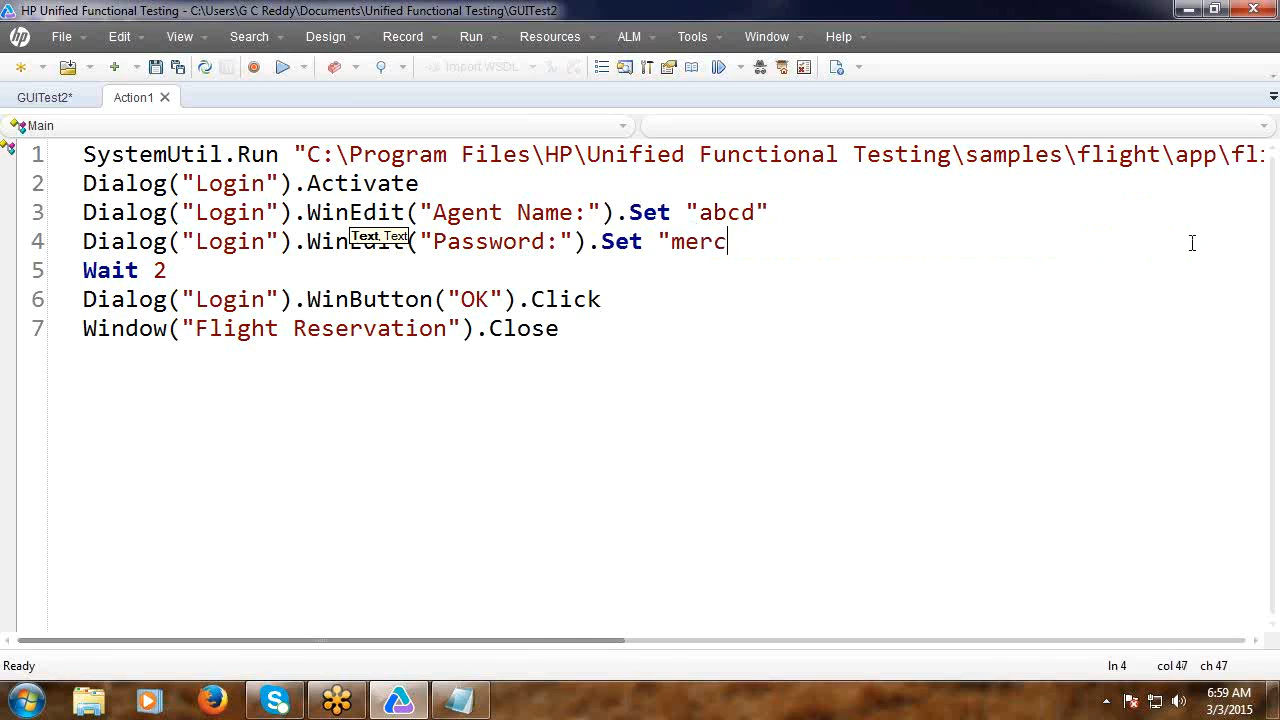 HP Unified Functional Testing - C:\Users\G C Reddy\Documents\Unified Functional Testing\GUITest2
File Edit View Search Design Record Run Resources ALM Tools Window Help
Import WSDL
GUITest2* Action1
Main
1 SystemUtil.Run "C:\Program Files\HP\Unified Functional Testing\samples\flight\app\fli
2 Dialog("Login").Activate
3 Dialog("Login").WinEdit("Agent Name:").Set "abcd"
Text, Text
4 Dialog("Login").WinEdit("Password:").Set "merc
5 Wait 2
6 Dialog("Login").WinButton("OK").Click
7 Window("Flight Reservation").Close
Ready ln 4 col 47 ch 47
6:59 AM
3/3/2015